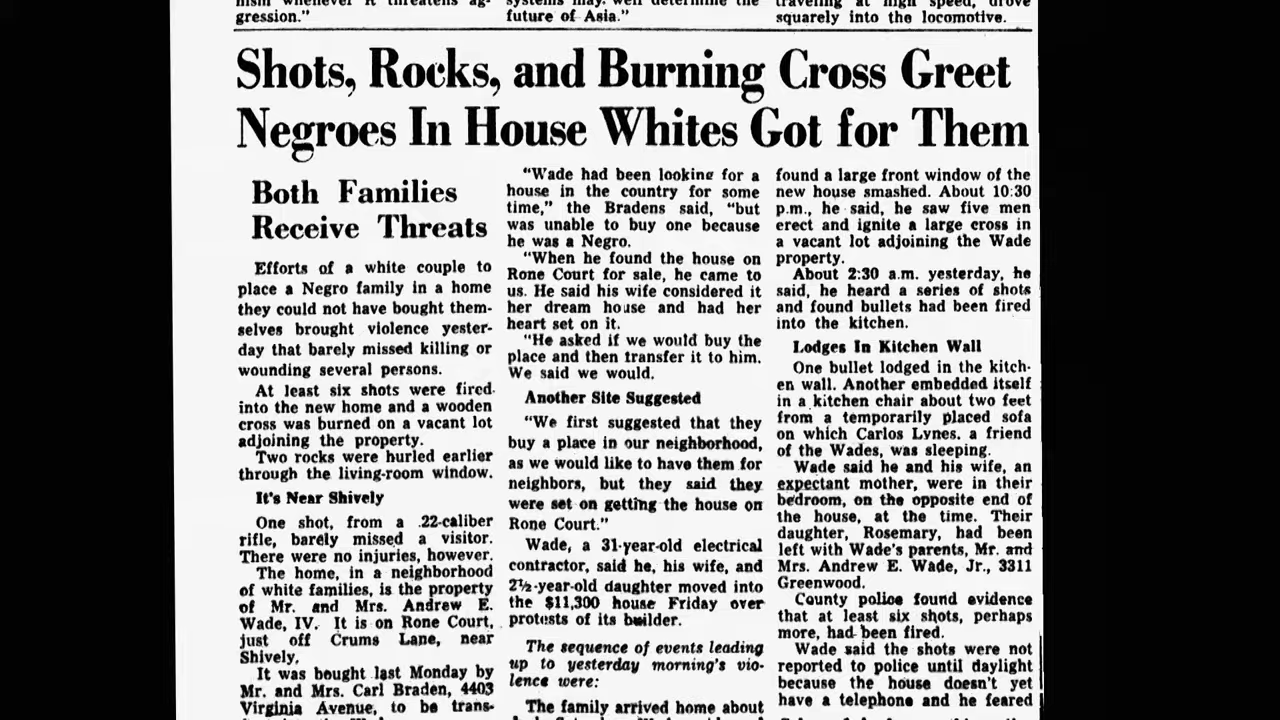 gression."
future of Asia."
squarely into the locomotive.
Shots, Rocks, and Burning Cross Greet
Negroes In House Whites Got for Them
Both Families
Receive Threats
Efforts of a white couple to
place a Negro family in a home
they could not have bought them-
selves brought violence yester-
day that barely missed killing or
wounding several persons.
At least six shots were fired
into the new home and a wooden
cross was burned on a vacant lot
adjoining the property.
Two rocks were hurled earlier
through the living-room window.
It's Near Shively
One shot, from a .22-caliber
rifle, barely missed a visitor.
There were no injuries, however.
The home, in a neighborhood
of white families, is the property
of Mr. and Mrs. Andrew E.
Wade, IV. It is on Rone Court,
just off Crums Lane, near
Shively.
It was bought last Monday by
Mr. and Mrs. Carl Braden, 4403
Virginia Avenue, to be trans-
"Wade had been looking for a
house in the country for some
time," the Bradens said, "but
was unable to buy one because
he was a Negro.
"When he found the house on
Rone Court for sale, he came to
us. He said his wife considered it
her dream house and had her
heart set on it.
"He asked if we would buy the
place and then transfer it to him.
We said we would.
Another Site Suggested
"We first suggested that they
buy a place in our neighborhood,
as we would like to have them for
neighbors, but they said they
were set on getting the house on
Rone Court."
Wade, a 31-year-old electrical
contractor, said he, his wife, and
2½-year-old daughter moved into
the $11,300 house Friday over
protests of its builder.
The sequence of events leading
up to yesterday morning's vio-
lence were:
The family arrived home about
found a large front window of the
new house smashed. About 10:30
p.m., he said, he saw five men
erect and ignite a large cross in
a vacant lot adjoining the Wade
property.
About 2:30 a.m. yesterday, he
said, he heard a series of shots
and found bullets had been fired
into the kitchen.
Lodges In Kitchen Wall
One bullet lodged in the kitch-
en wall. Another embedded itself
in a kitchen chair about two feet
from a temporarily placed sofa
on which Carlos Lynes, a friend
of the Wades, was sleeping.
Wade said he and his wife, an
expectant mother, were in their
bedroom, on the opposite end of
the house, at the time. Their
daughter, Rosemary, had been
left with Wade's parents, Mr. and
Mrs. Andrew E. Wade, Jr., 3311
Greenwood.
County police found evidence
that at least six shots, perhaps
more, had been fired.
Wade said the shots were not
reported to police until daylight
because the house doesn't yet
have a telephone and he feared